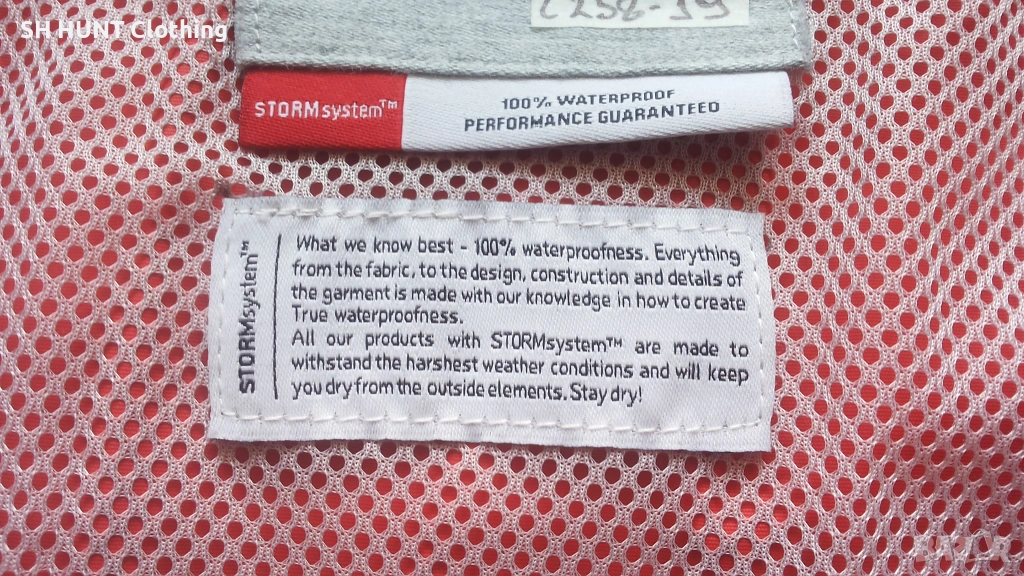 SH HUNT Clothing
STORMsystem™
100% WATERPROOF
PERFORMANCE GUARANTEED
STORMsystem™
What we know best - 100% waterproofness. Everything
from the fabric, to the design, construction and details of
the garment is made with our knowledge in how to create
True waterproofness.
All our products with STORMsystem™ are made to
withstand the harshest weather conditions and will keep
you dry from the outside elements. Stay dry!